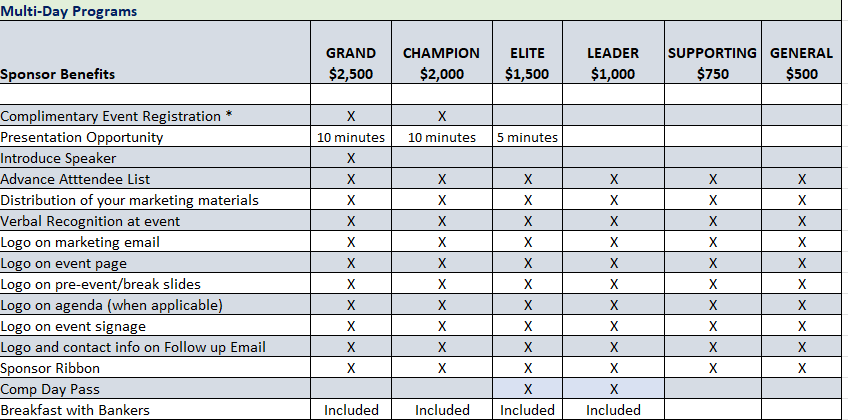 Multi-Day Programs
GRAND CHAMPION ELITE LEADER SUPPORTING GENERAL
Sponsor Benefits $2,500 $2,000 $1,500 $1,000 $750 $500
Complimentary Event Registration * X X
Presentation Opportunity 10 minutes 10 minutes 5 minutes
Introduce Speaker X
Advance Atttendee List X X X X X X
Distribution of your marketing materials X X X X X X
Verbal Recognition at event X X X X X X
Logo on marketing email X X X X X X
Logo on event page X X X X X X
Logo on pre-event/break slides X X X X X X
Logo on agenda (when applicable) X X X X X X
Logo on event signage X X X X X X
Logo and contact info on Follow up Email X X X X X X
Sponsor Ribbon X X X X X X
Comp Day Pass X X
Breakfast with Bankers Included Included Included Included